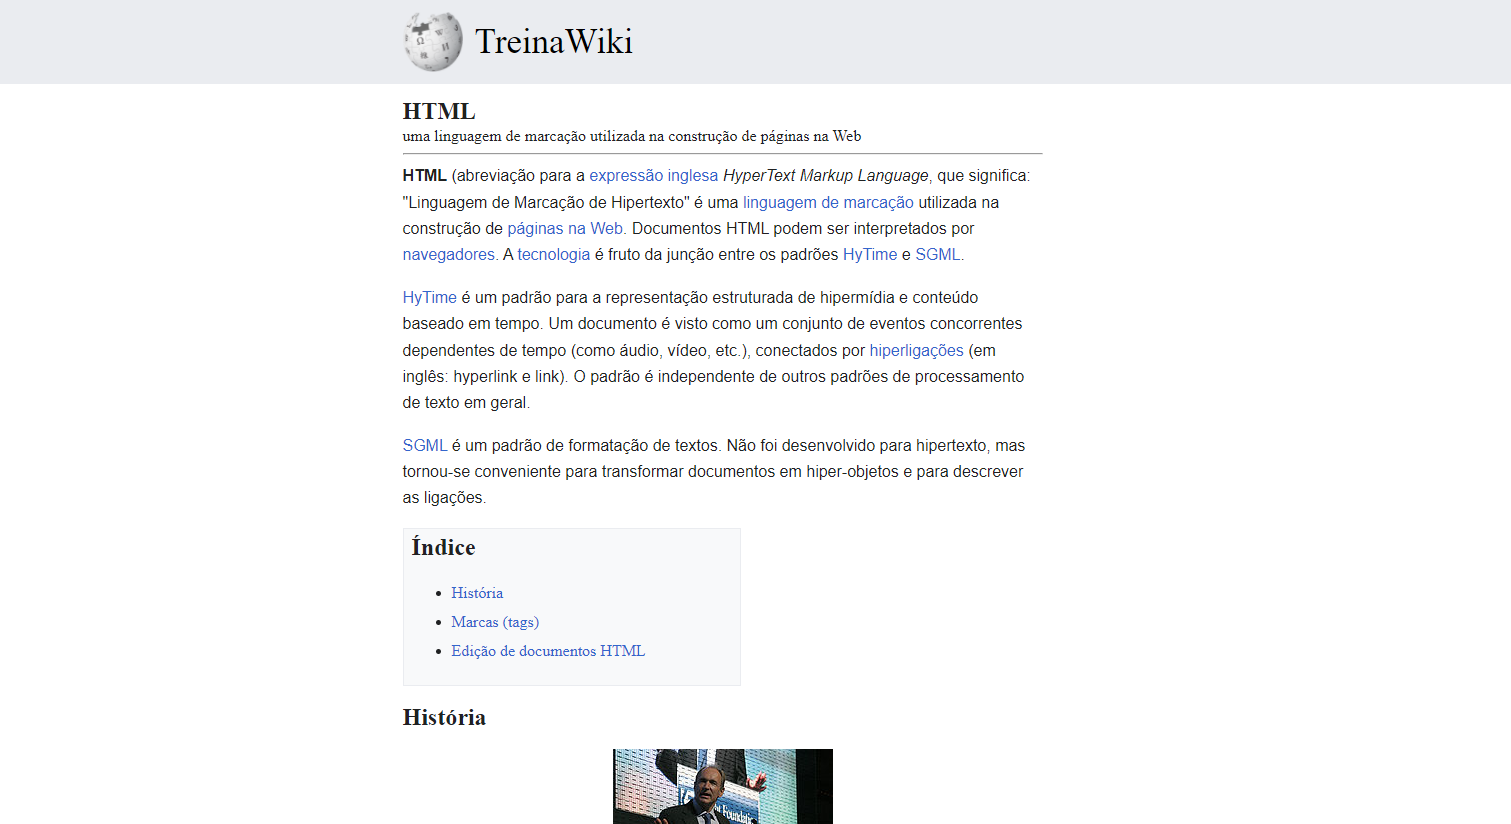 TreinaWiki
HTML
uma linguagem de marcação utilizada na construção de páginas na Web
HTML (abreviação para a expressão inglesa HyperText Markup Language, que significa:
"Linguagem de Marcação de Hipertexto" é uma linguagem de marcação utilizada na
construção de páginas na Web. Documentos HTML podem ser interpretados por
navegadores. A tecnologia é fruto da junção entre os padrões HyTime e SGML.
HyTime é um padrão para a representação estruturada de hipermídia e conteúdo
baseado em tempo. Um documento é visto como um conjunto de eventos concorrentes
dependentes de tempo (como áudio, vídeo, etc.), conectados por hiperligações (em
inglês: hyperlink e link). O padrão é independente de outros padrões de processamento
de texto em geral.
SGML é um padrão de formatação de textos. Não foi desenvolvido para hipertexto, mas
tornou-se conveniente para transformar documentos em hiper-objetos e para descrever
as ligações.
Índice
• História
• Marcas (tags)
• Edição de documentos HTML
História